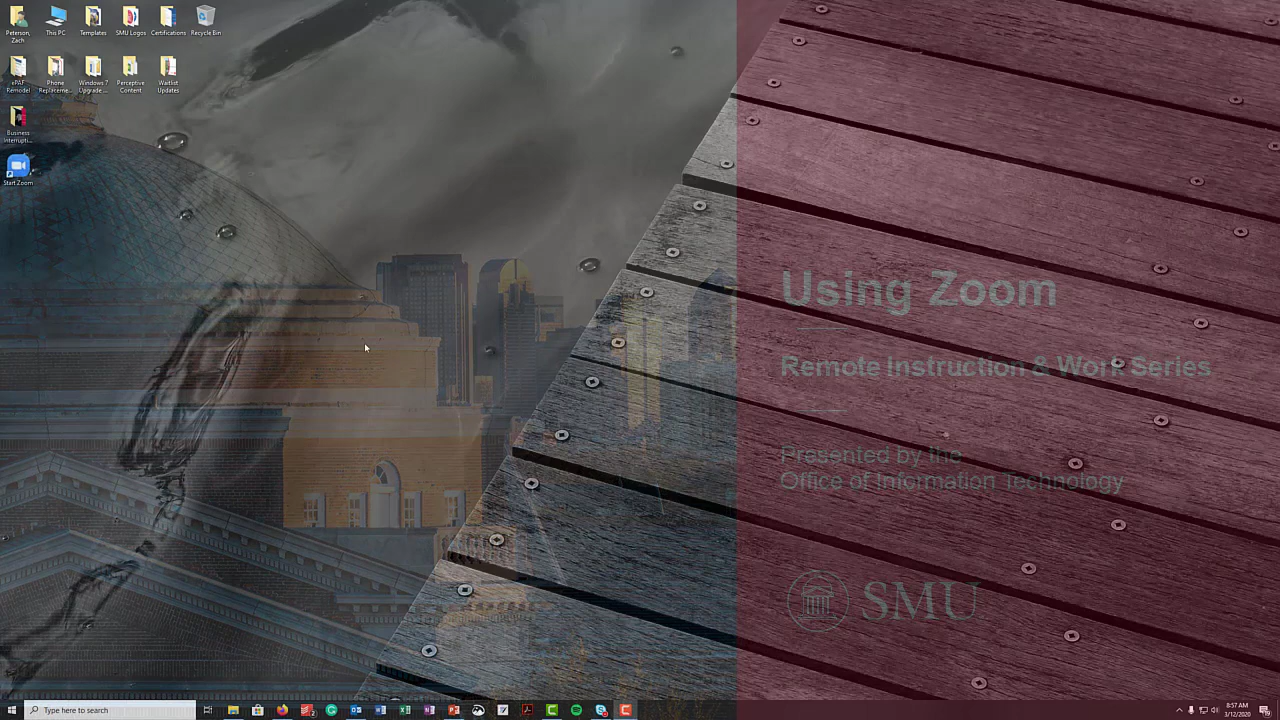 Peterson, Zach
This PC
Templates
SMU Logos
Certifications
Recycle Bin
ePAF Remodel
Phone Replaceme...
Windows 7 Upgrade ...
Perceptive Content
Waitlist Updates
Business Interrupti...
Start Zoom
Using Zoom
Remote Instruction & Work Series
Presented by the
Office of Information Technology
SMU
Type here to search
8:57 AM
3/12/2020